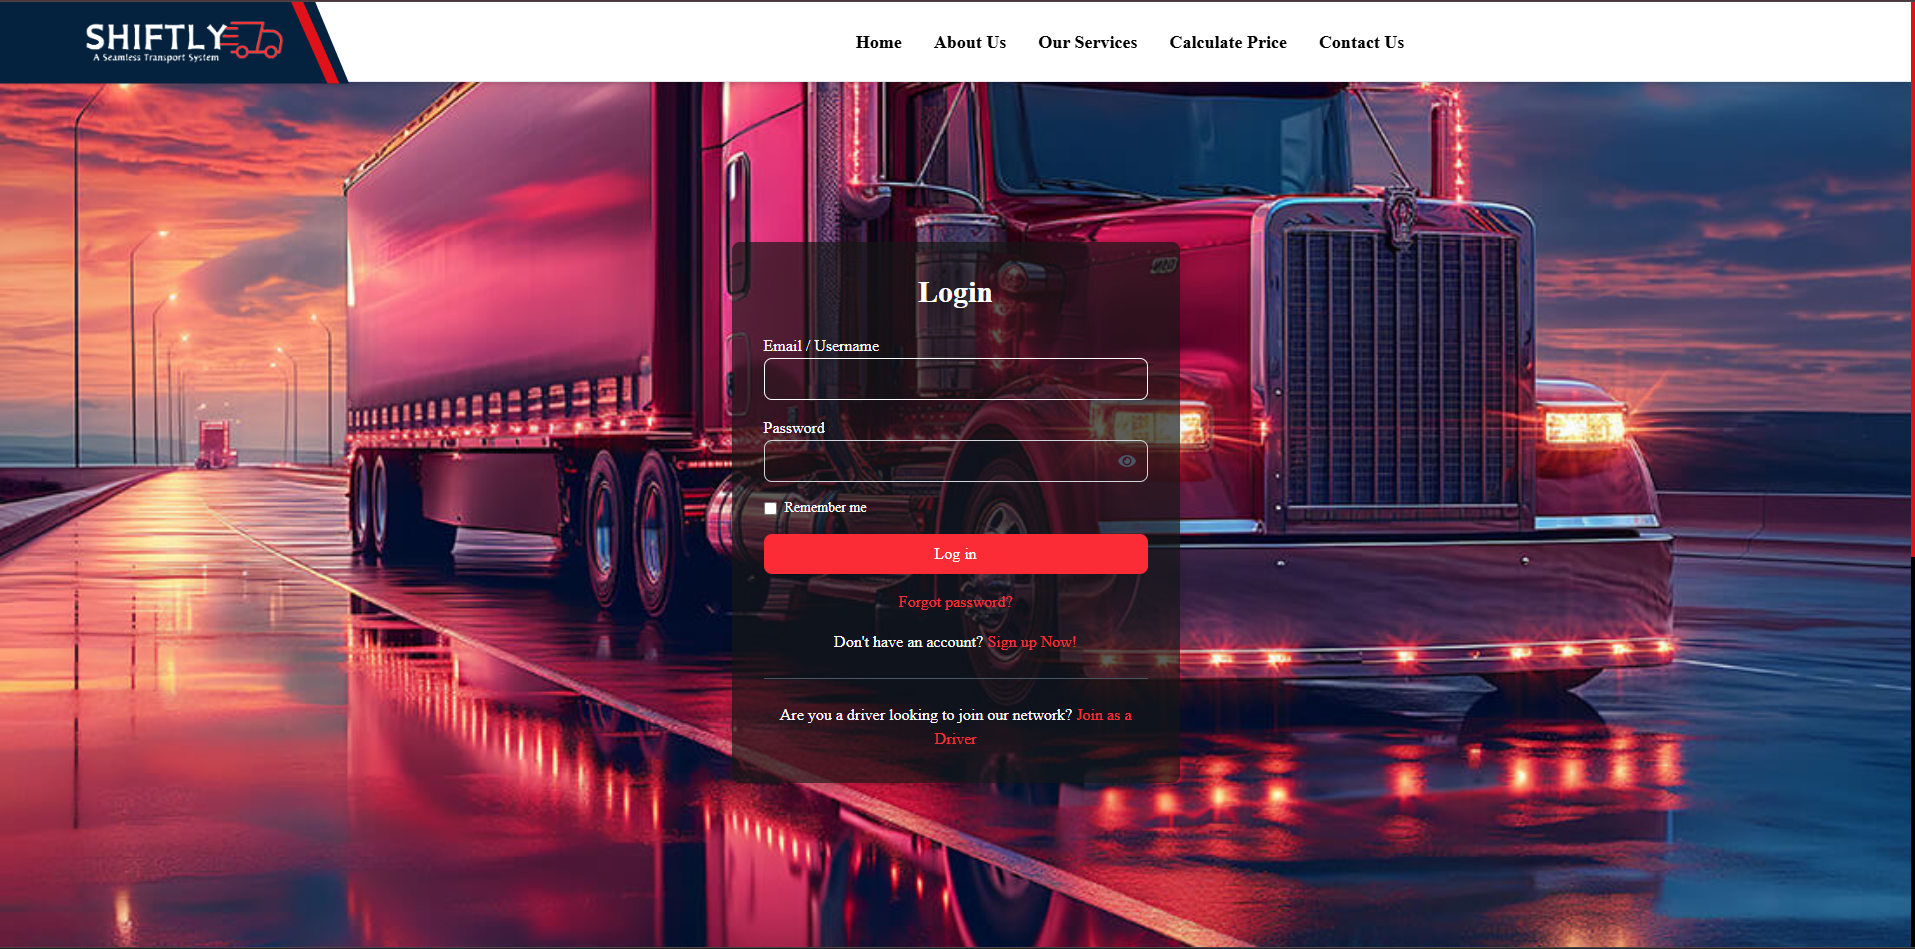 SHIFTLY
A Seamless Transport System
Home About Us Our Services Calculate Price Contact Us
Login
Email / Username
Password
Remember me
Log in
Forgot password?
Don't have an account? Sign up Now!
Are you a driver looking to join our network? Join as a
Driver